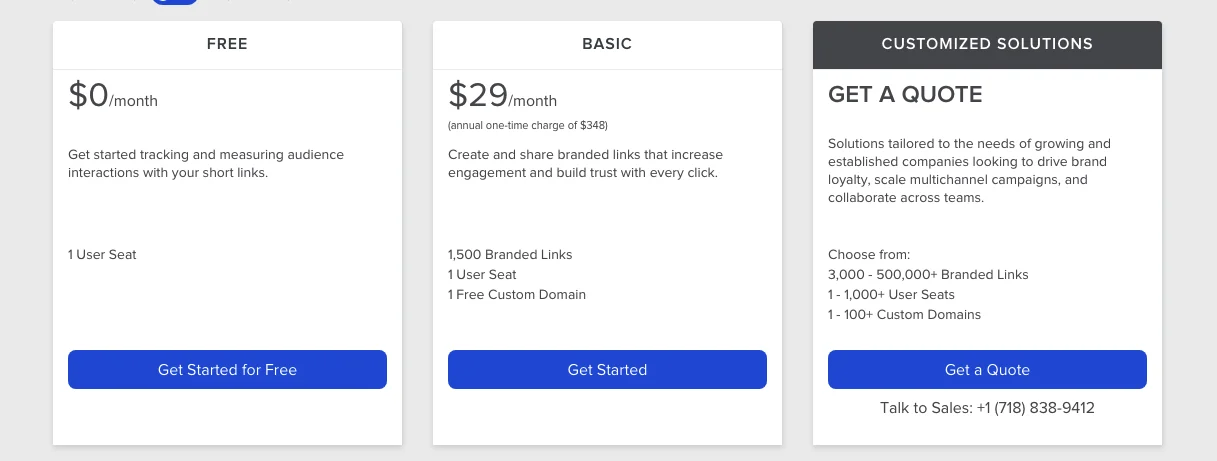 FREE
$0/month
Get started tracking and measuring audience
interactions with your short links.
1 User Seat
Get Started for Free
BASIC
$29/month
(annual one-time charge of $348)
Create and share branded links that increase
engagement and build trust with every click.
1,500 Branded Links
1 User Seat
1 Free Custom Domain
Get Started
CUSTOMIZED SOLUTIONS
GET A QUOTE
Solutions tailored to the needs of growing and
established companies looking to drive brand
loyalty, scale multichannel campaigns, and
collaborate across teams.
Choose from:
3,000 - 500,000+ Branded Links
1 - 1,000+ User Seats
1 - 100+ Custom Domains
Get a Quote
Talk to Sales: +1 (718) 838-9412